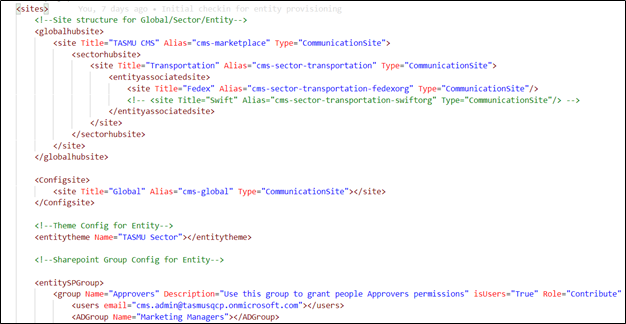 You, 7 days ago • Initial checkin for entity provisioning
<sites>
<!--Site structure for Global/Sector/Entity-->
<globalhubsite>
<site Title="TASMU CMS" Alias="cms-marketplace" Type="CommunicationSite">
<sectorhubsite>
<site Title="Transportation" Alias="cms-sector-transportation" Type="CommunicationSite">
<entityassociatedsite>
<site Title="Fedex" Alias="cms-sector-transportation-fedexorg" Type="CommunicationSite"/>
<!-- <site Title="Swift" Alias="cms-sector-transportation-swiftorg" Type="CommunicationSite"/> -->
</entityassociatedsite>
</site>
</sectorhubsite>
</site>
</globalhubsite>
<Configsite>
<site Title="Global" Alias="cms-global" Type="CommunicationSite"></site>
</Configsite>
<!--Theme Config for Entity-->
<entitytheme Name="TASMU Sector"></entitytheme>
<!--Sharepoint Group Config for Entity-->
<entitySPGroup>
<group Name="Approvers" Description="Use this group to grant people Approvers permissions" isUsers="True" Role="Contribute"
<users email="cms.admin@tasmusqcp.onmicrosoft.com"></users>
<ADGroup Name="Marketing Managers"></ADGroup>